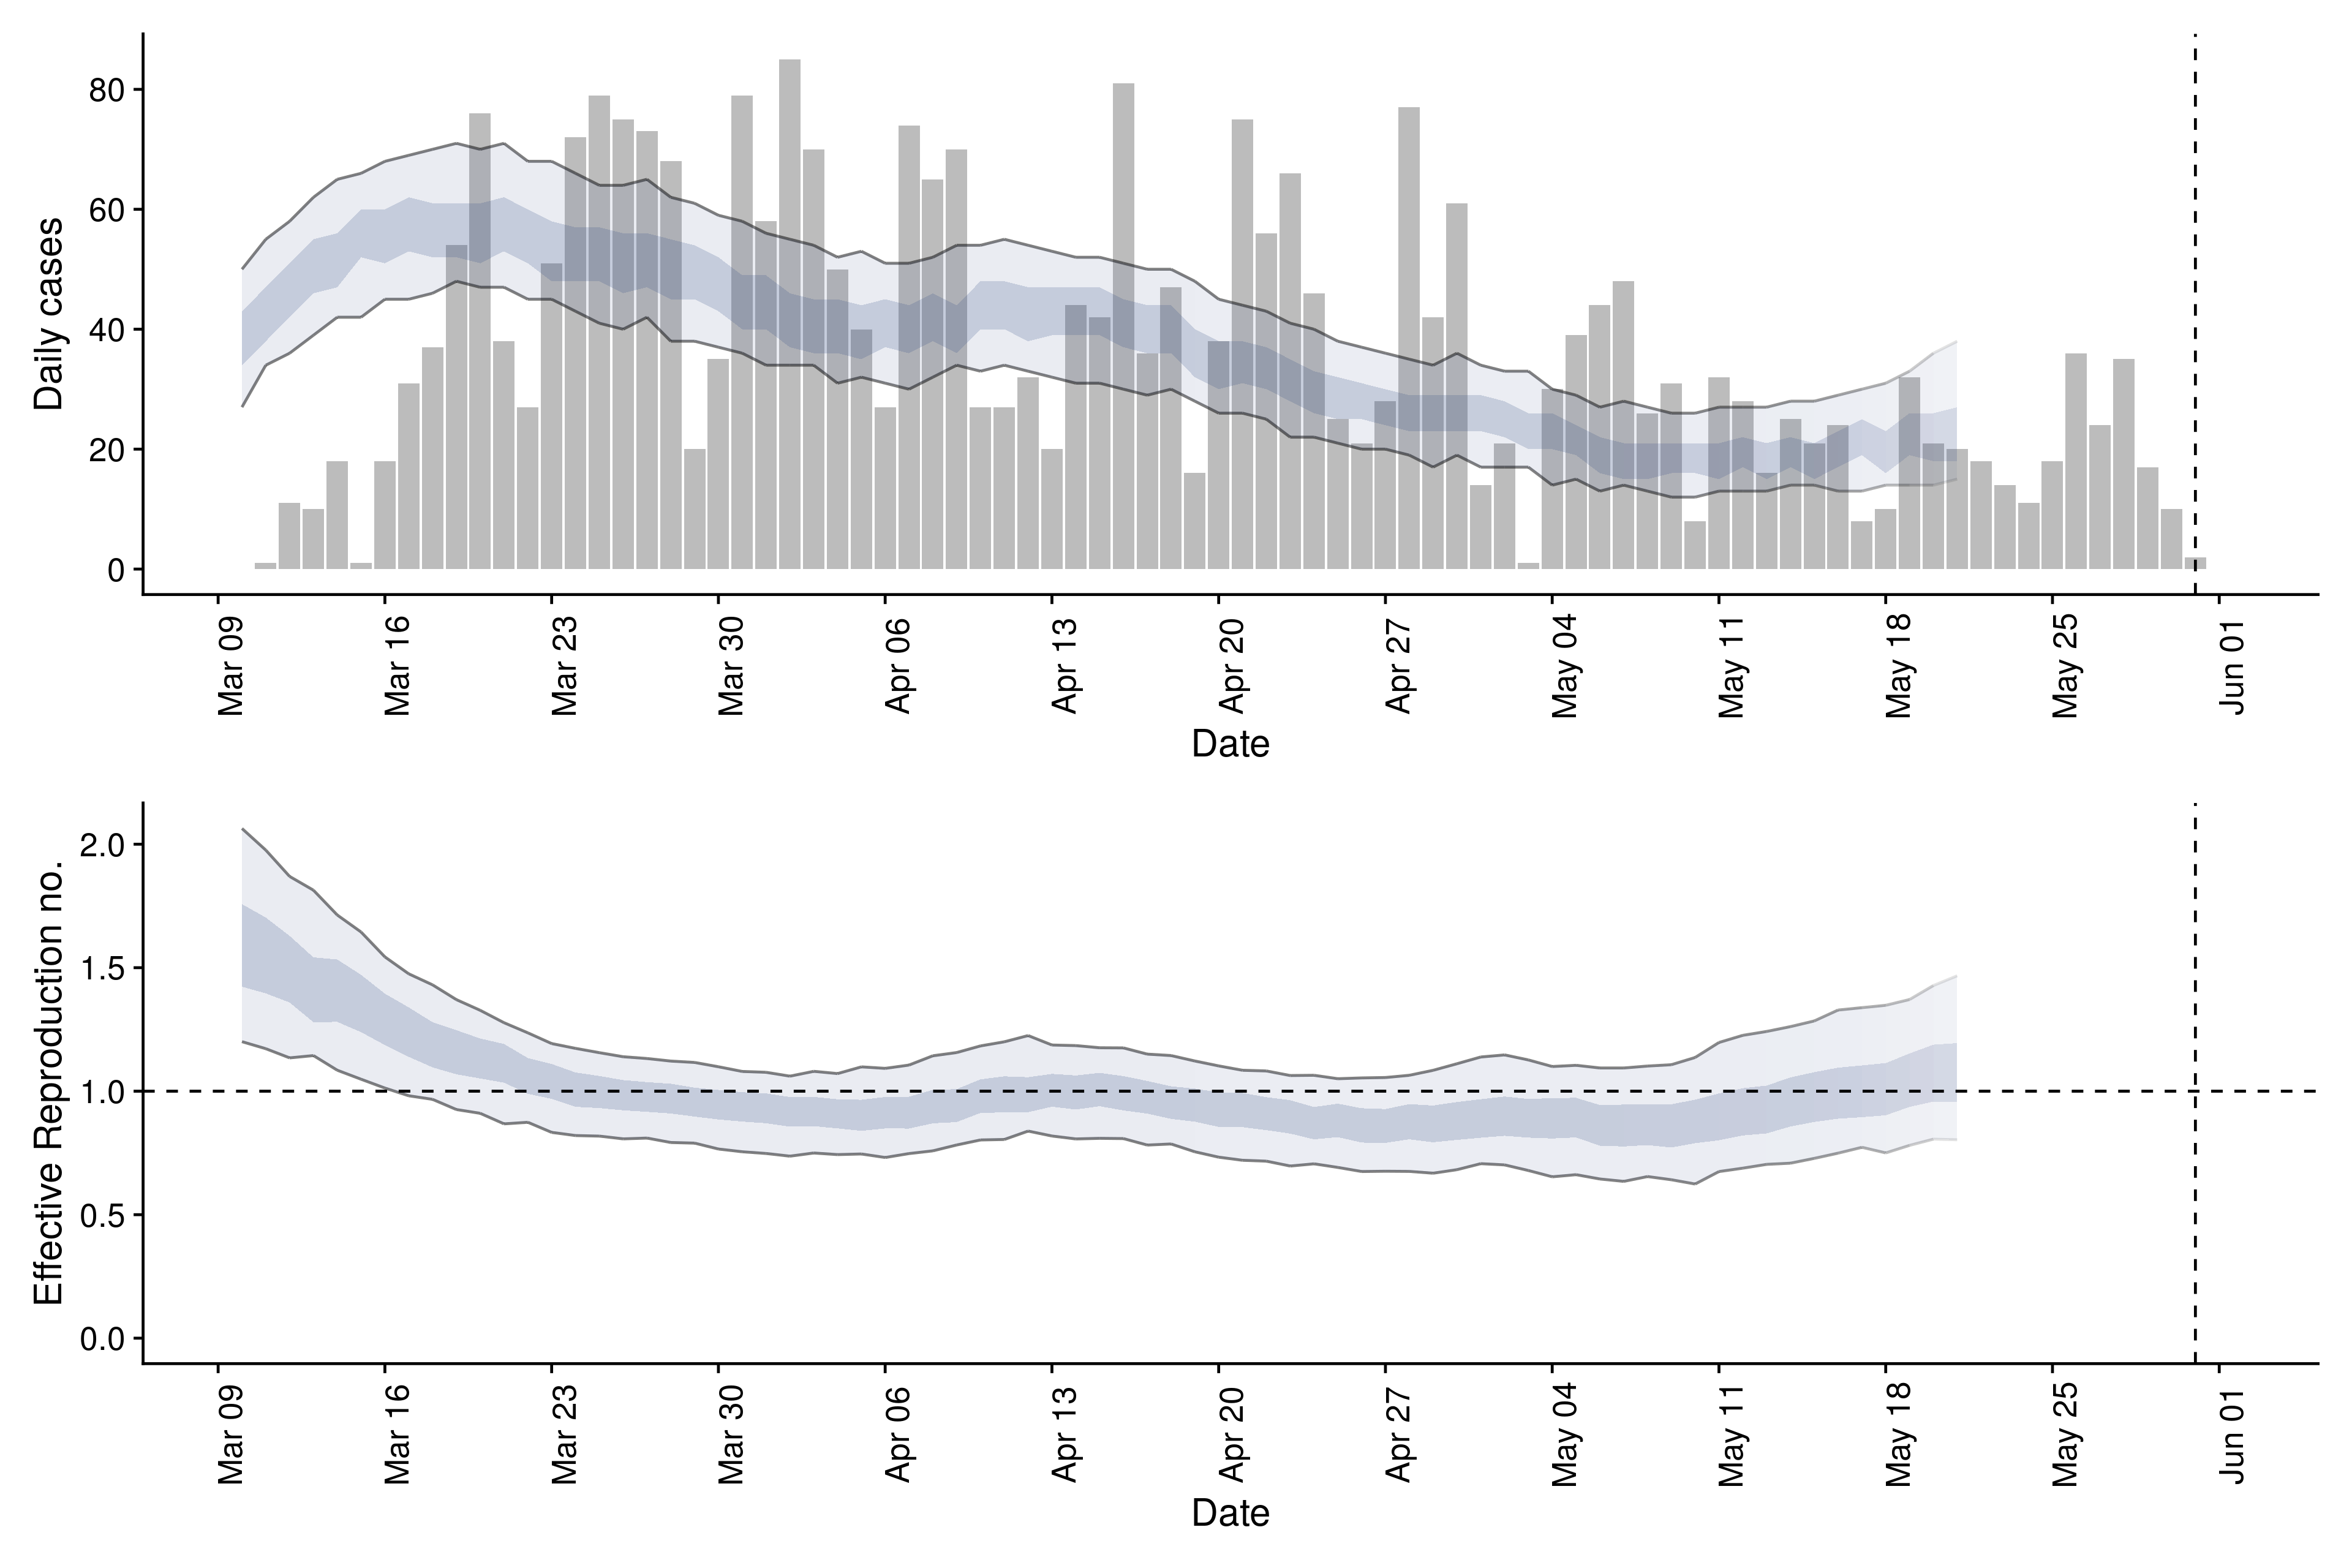 Daily cases
80
60
40
20
0
Mar 09
Mar 16
Mar 23
Mar 30
Apr 06
Apr 13
Apr 20
Apr 27
May 04
May 11
May 18
May 25
Jun 01
Date
Effective Reproduction no.
2.0
1.5
1.0
0.5
0.0
Mar 09
Mar 16
Mar 23
Mar 30
Apr 06
Apr 13
Apr 20
Apr 27
May 04
May 11
May 18
May 25
Jun 01
Date